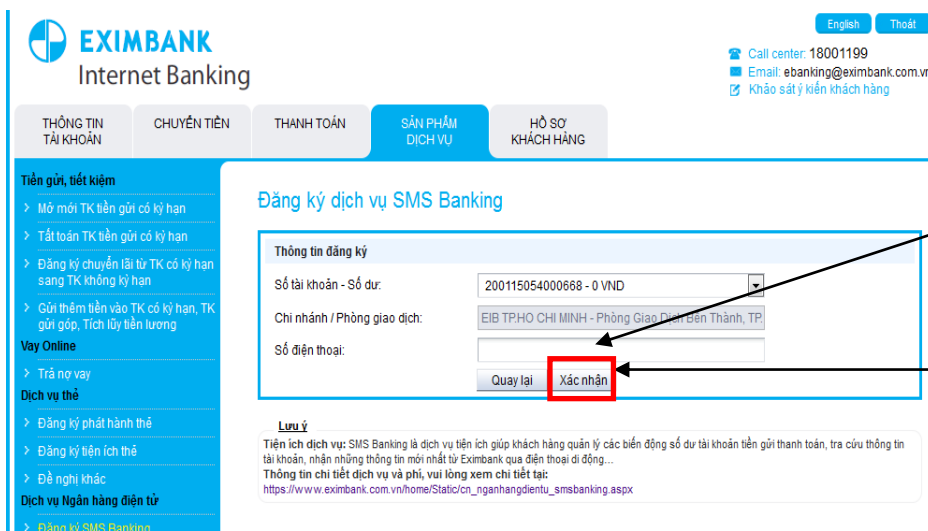 English Thoát
EXIMBANK
Internet Banking
Call center: 18001199
Email: ebanking@eximbank.com.vn
Khảo sát ý kiến khách hàng
THÔNG TIN TÀI KHOẢN
CHUYỂN TIỀN
THANH TOÁN
SẢN PHẨM DỊCH VỤ
HỒ SƠ KHÁCH HÀNG
Tiền gửi, tiết kiệm
Mở mới TK tiền gửi có kỳ hạn
Tất toán TK tiền gửi có kỳ hạn
Đăng ký chuyển lãi từ TK có kỳ hạn
sang TK không kỳ hạn
Gửi thêm tiền vào TK có kỳ hạn, TK
gửi góp, Tích lũy tiền lương
Vay Online
Trả nợ vay
Dịch vụ thẻ
Đăng ký phát hành thẻ
Đăng ký tiện ích thẻ
Đề nghị khác
Dịch vụ Ngân hàng điện tử
Đăng ký SMS Banking
Đăng ký dịch vụ SMS Banking
Thông tin đăng ký
Số tài khoản - Số dư: 200115054000668 - 0 VND
Chi nhánh / Phòng giao dịch: EIB TP.HO CHI MINH - Phòng Giao Dịch Bến Thành, TP.
Số điện thoại:
Quay lại Xác nhận
Lưu ý
Tiện ích dịch vụ: SMS Banking là dịch vụ tiện ích giúp khách hàng quản lý các biến động số dư tài khoản tiền gửi thanh toán, tra cứu thông tin
tài khoản, nhận những thông tin mới nhất từ Eximbank qua điện thoại di động…
Thông tin chi tiết dịch vụ và phí, vui lòng xem chi tiết tại:
https://www.eximbank.com.vn/home/Static/cn_nganhangdientu_smsbanking.aspx